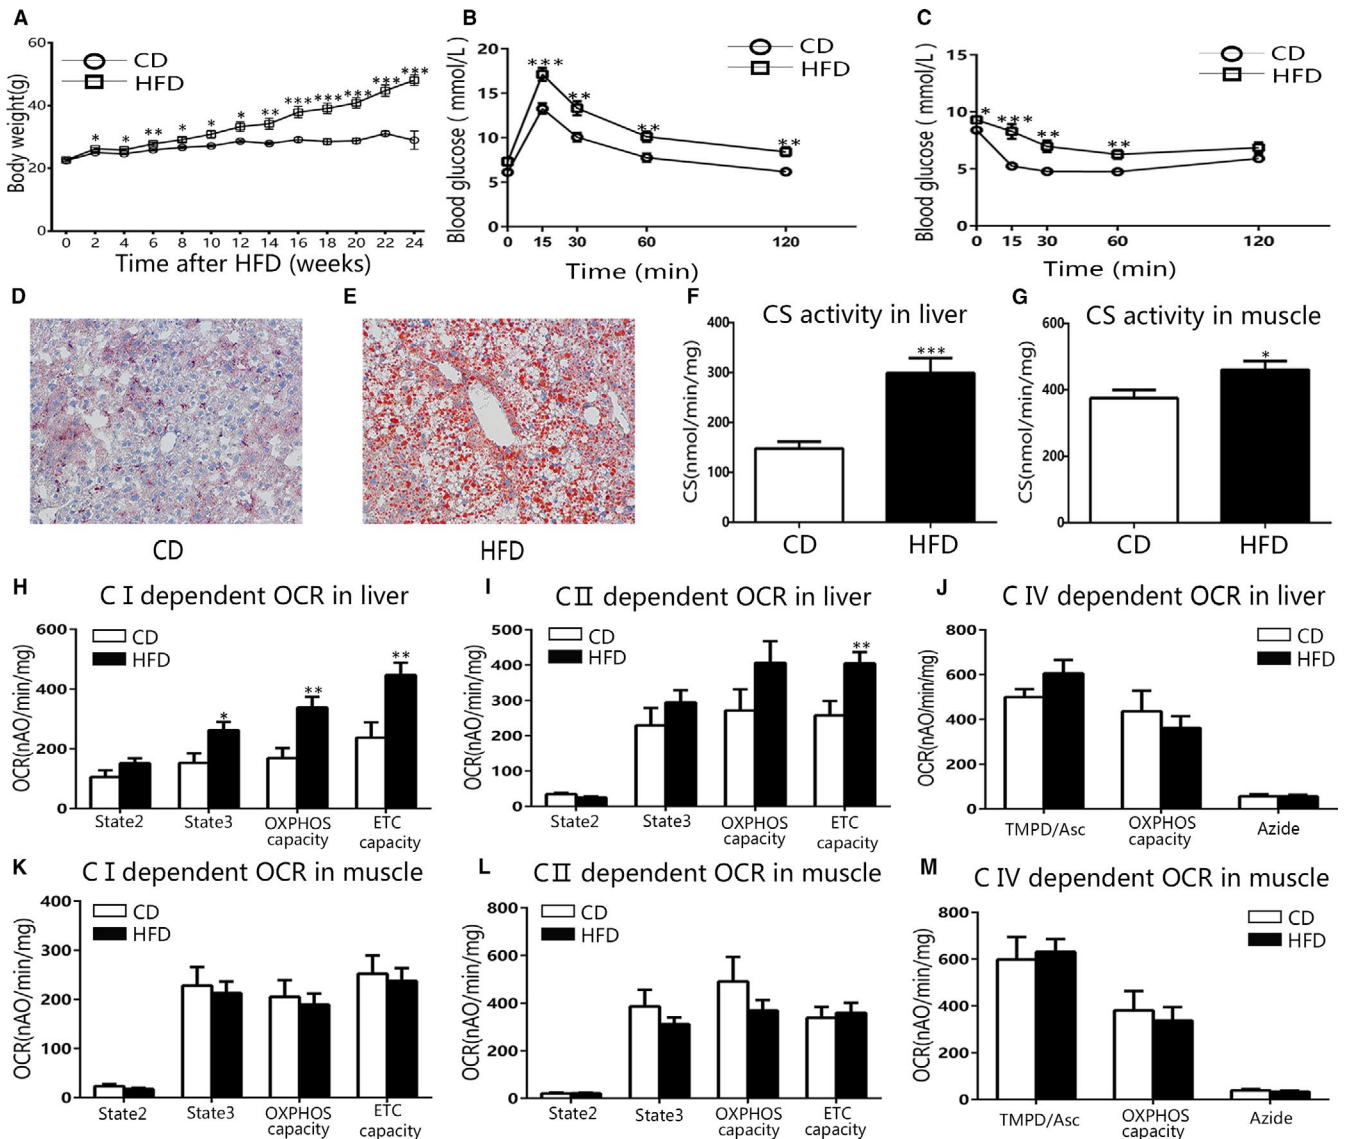 A
B
C
60
40
20
0
Body weight(g)
CD
HFD
* * ** * * * ** *** *** *** *** ***
0 2 4 6 8 10 12 14 16 18 20 22 24
Time after HFD (weeks)
20
15
10
5
0
Blood glucose ( mmol/L )
CD
HFD
*** ** ** **
0 15 30 60 120
Time (min)
15
10
5
0
Blood glucose ( mmol/L )
CD
HFD
* *** ** **
0 15 30 60 120
Time (min)
D
E
CD
HFD
F
CS activity in liver
400
300
200
100
0
CS(nmol/min/mg)
***
CD HFD
G
CS activity in muscle
600
400
200
0
CS(nmol/min/mg)
*
CD HFD
H
C I dependent OCR in liver
600
400
200
0
OCR(nAO/min/mg)
CD
HFD
* ** **
State2 State3 OXPHOS ETC
capacity capacity
I
C II dependent OCR in liver
500
400
300
200
100
0
OCR(nAO/min/mg)
CD
HFD
**
State2 State3 OXPHOS ETC
capacity capacity
J
C IV dependent OCR in liver
800
600
400
200
0
OCR(nAO/min/mg)
CD
HFD
TMPD/Asc OXPHOS Azide
capacity
K
C I dependent OCR in muscle
400
300
200
100
0
OCR(nAO/min/mg)
CD
HFD
State2 State3 OXPHOS ETC
capacity capacity
L
C II dependent OCR in muscle
800
600
400
200
0
OCR(nAO/min/mg)
CD
HFD
State2 State3 OXPHOS ETC
capacity capacity
M
C IV dependent OCR in muscle
800
600
400
200
0
OCR(nAO/min/mg)
CD
HFD
TMPD/Asc OXPHOS Azide
capacity